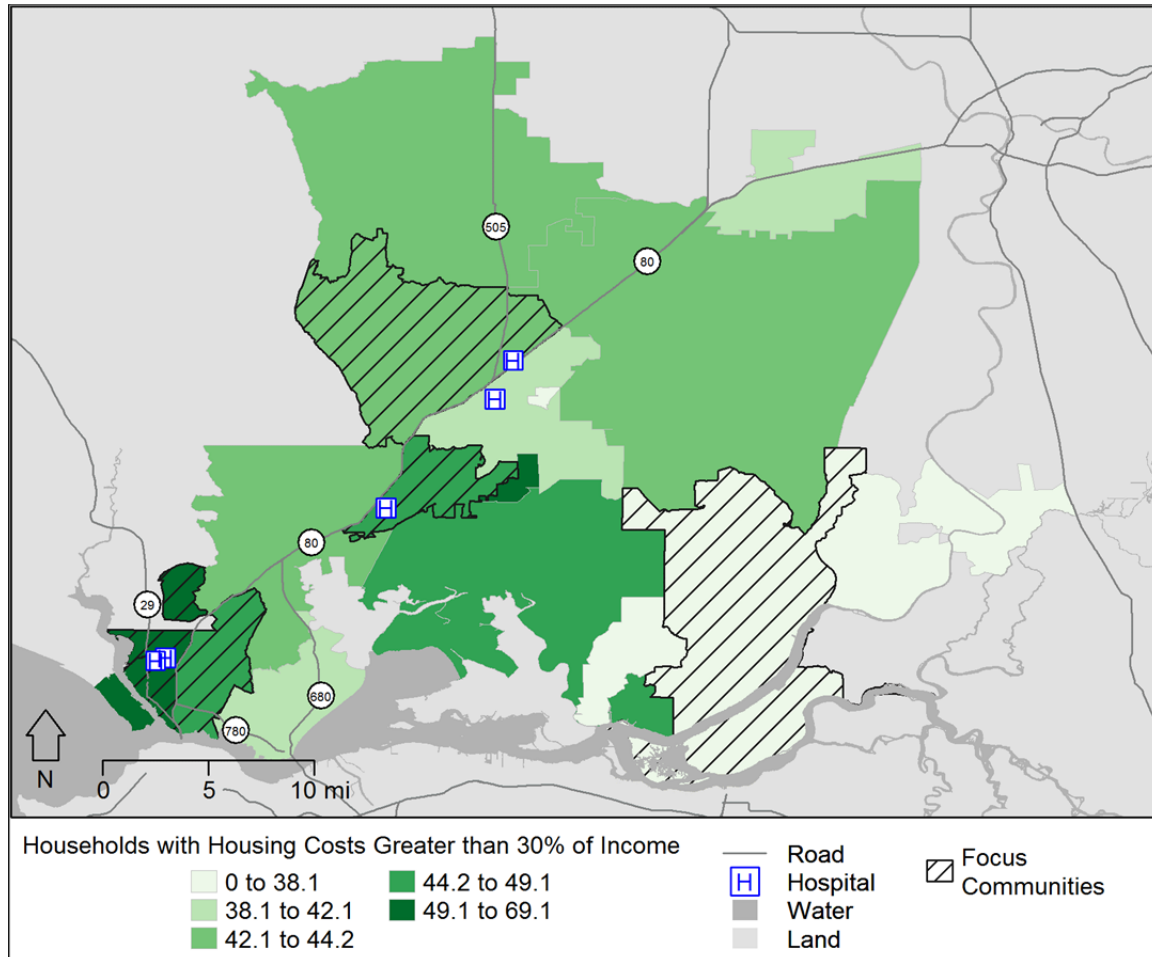 505
80
80
29
680
780
N
0 5 10 mi
Households with Housing Costs Greater than 30% of Income
0 to 38.1
38.1 to 42.1
42.1 to 44.2
44.2 to 49.1
49.1 to 69.1
Road
H Hospital
Water
Land
Focus
Communities